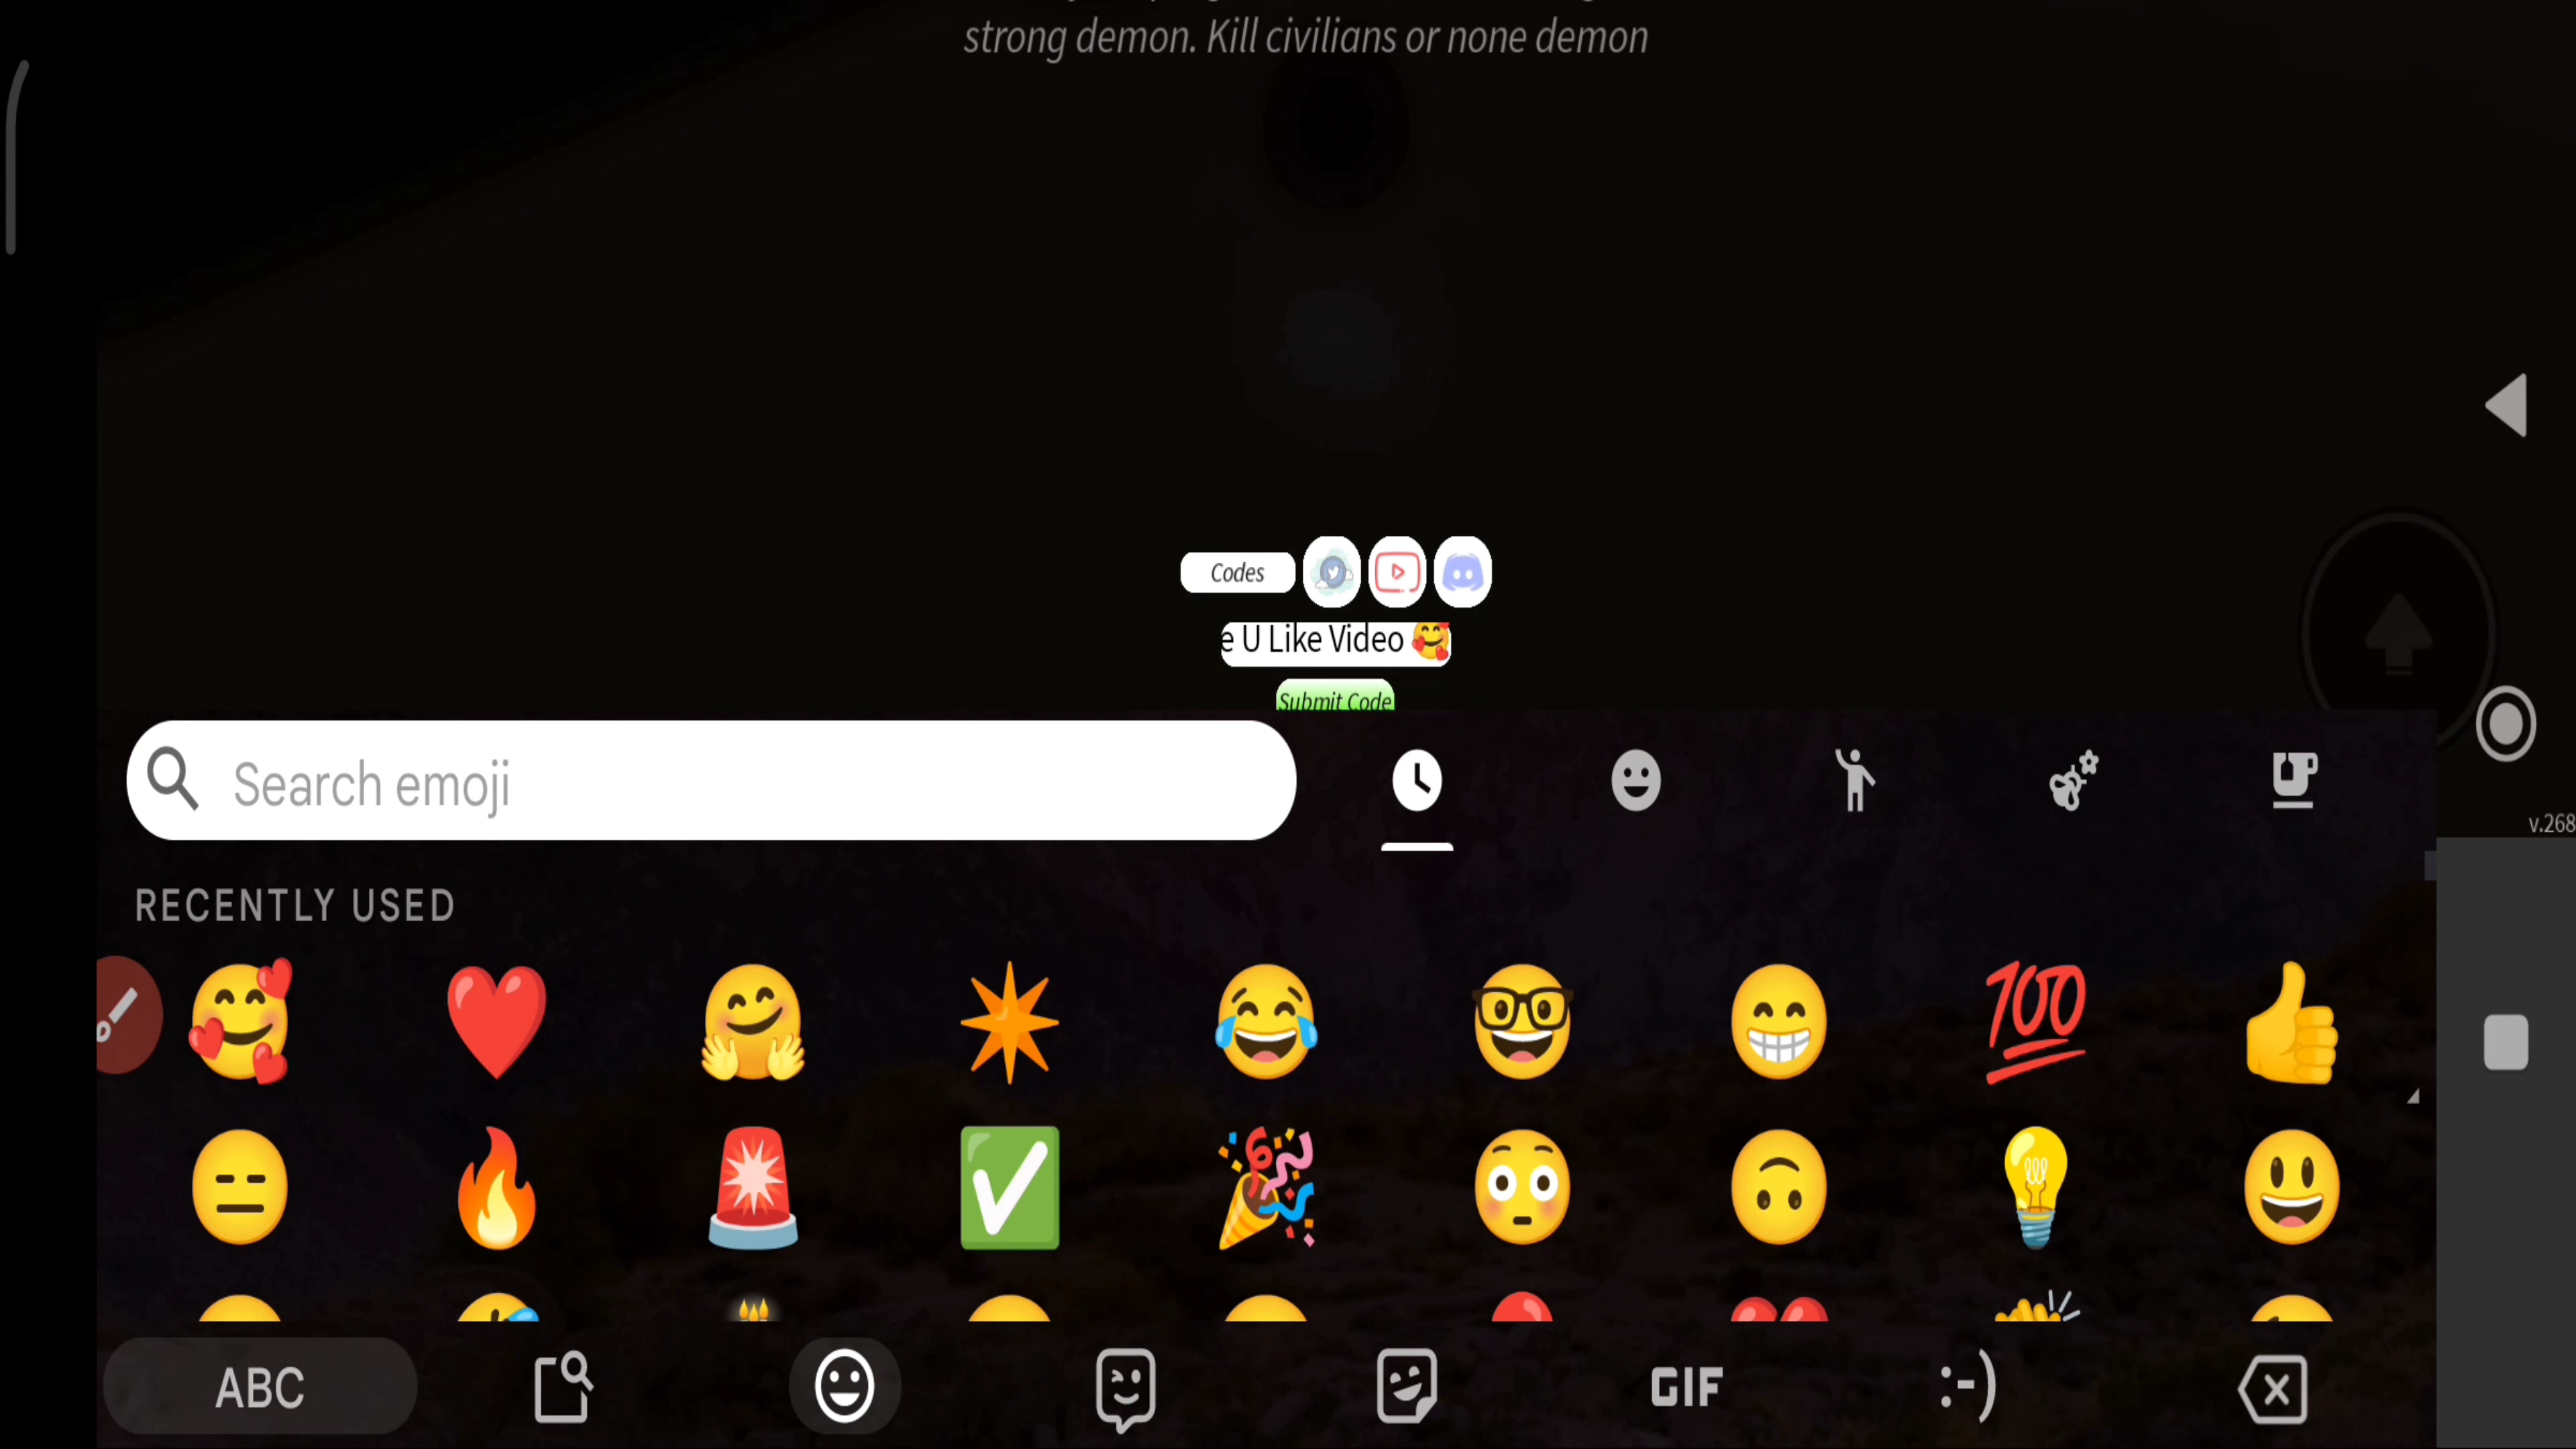 strong demon. Kill civilians or none demon
Codes
e U Like Video 🥰
Submit Code
Search emoji
v.268
RECENTLY USED
ABC
GIF
:-)